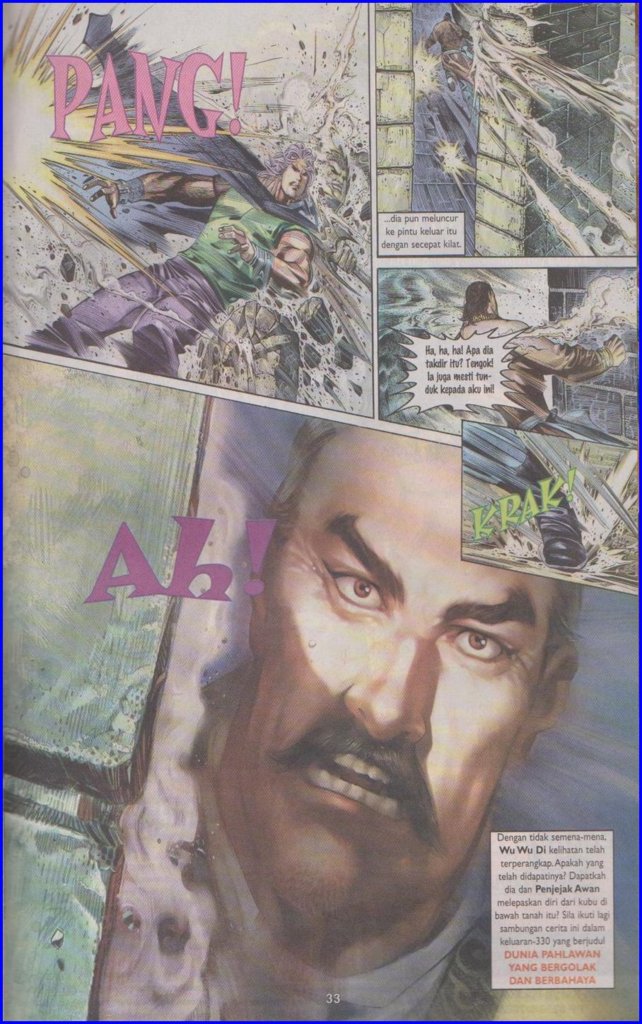 PANG!
...dia pun meluncur
ke pintu keluar itu
dengan secepat kilat.
Ha, ha, ha! Apa dia
takdir itu? Tengok!
Ia juga mesti tun-
duk kepada aku ini!
KRAK!
Ah!
Dengan tidak semena-mena,
Wu Wu Di kelihatan telah
terperangkap. Apakah yang
telah didapatinya? Dapatkah
dia dan Penjejak Awan
melepaskan diri dari kubu di
bawah tanah itu? Sila ikuti lagi
sambungan cerita ini dalam
keluaran-330 yang berjudul
DUNIA PAHLAWAN
YANG BERGOLAK
DAN BERBAHAYA
33